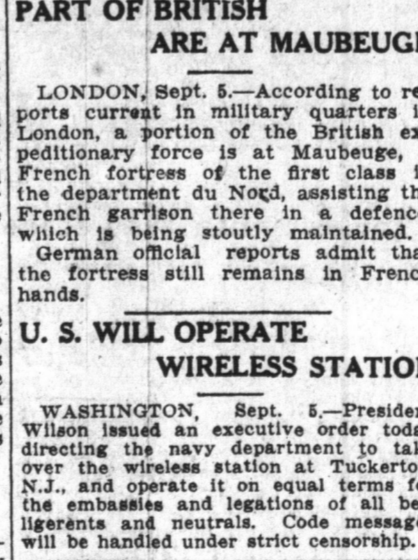 PART OF BRITISH
ARE AT MAUBEUG
LONDON, Sept. 5.—According to re
ports current in military quarters i
London, a portion of the British ex
peditionary force is at Maubeuge,
French fortress of the first class i
the department du Nord, assisting th
French garrison there in a defenc
which is being stoutly maintained.
German official reports admit tha
the fortress still remains in Frenc
hands.
U. S. WILL OPERATE
WIRELESS STATIO
WASHINGTON, Sept. 5.—Presiden
Wilson issued an executive order toda
directing the navy department to tak
over the wireless station at Tuckerto
N.J., and operate it on equal terms fo
the embassies and legations of all be
ligerents and neutrals. Code messag
will be handled under strict censorship.